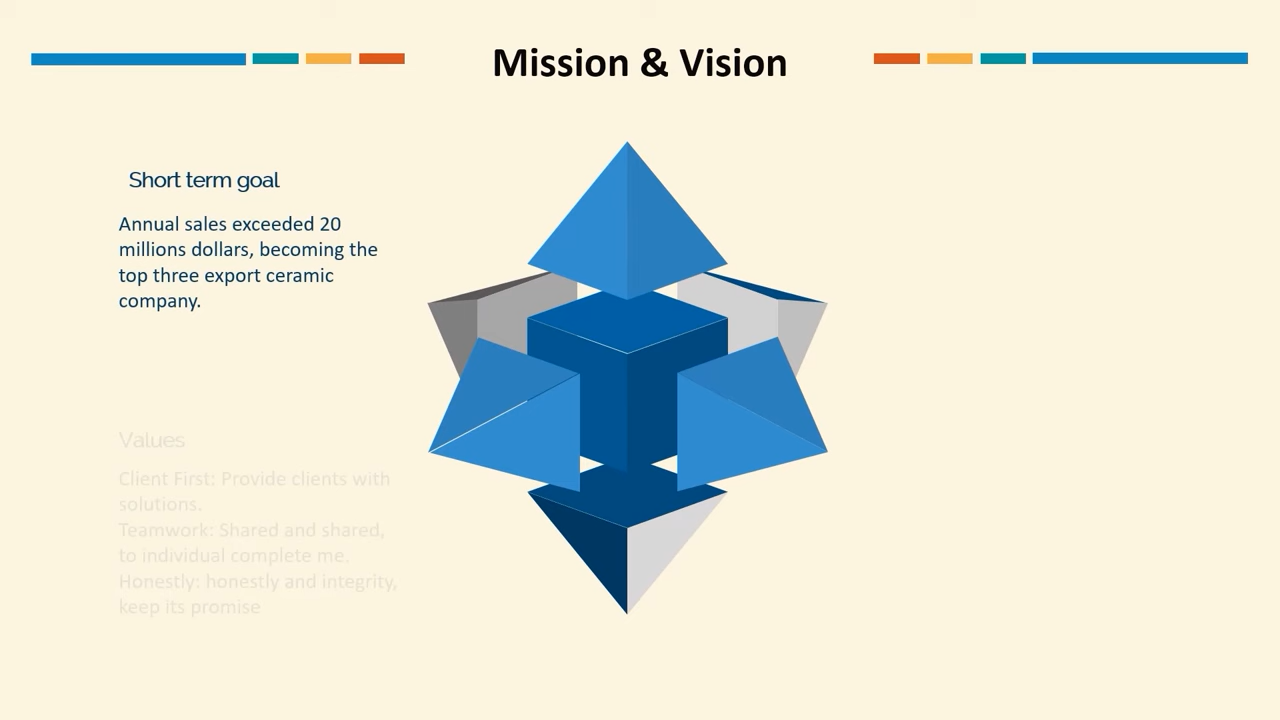 Mission & Vision
Short term goal
Annual sales exceeded 20
millions dollars, becoming the
top three export ceramic
company.
Values
Client First: Provide clients with
solutions.
Teamwork: Shared and shared,
to individual complete me.
Honestly: honestly and integrity,
keep its promise